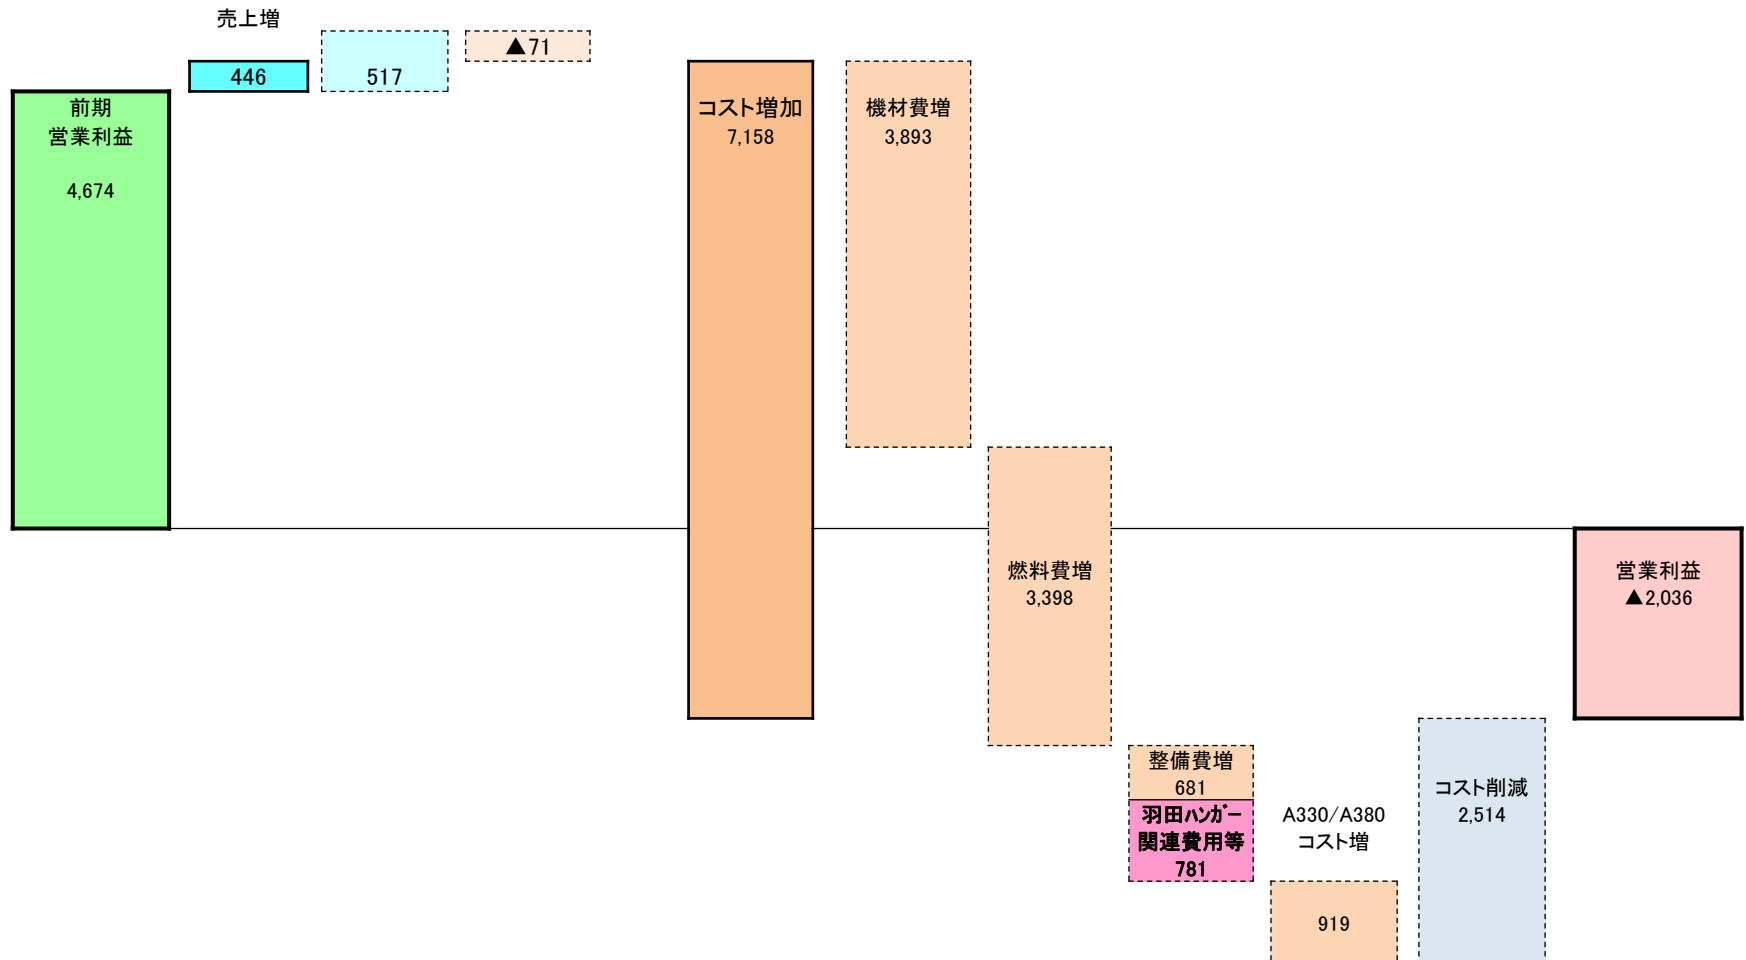 売上増
446
517
▲71
前期
営業利益
4,674
コスト増加
7,158
機材費増
3,893
燃料費増
3,398
整備費増
681
羽田ﾊﾝｶﾞｰ
関連費用等
781
A330/A380
コスト増
919
コスト削減
2,514
営業利益
▲2,036